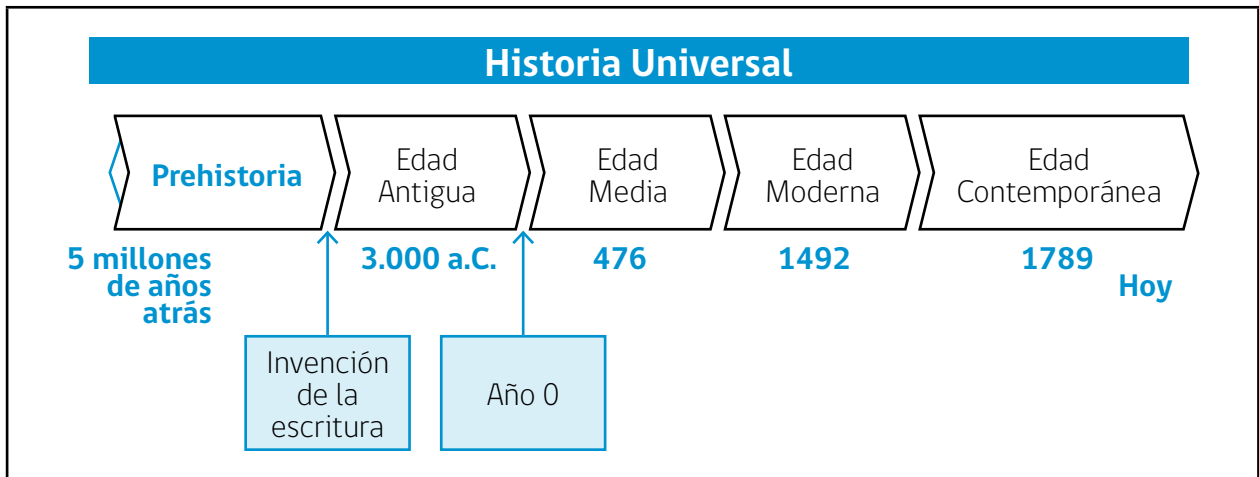 Historia Universal
Prehistoria
Edad
Antigua
Edad
Media
Edad
Moderna
Edad
Contemporánea
5 millones
de años
atrás
3.000 a.C.
476
1492
1789
Hoy
Invención
de la
escritura
Año 0